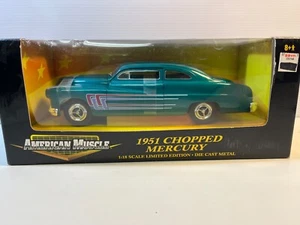 8+
1951 CHOPPED
MERCURY
AMERICAN MUSCLE
1/18 SCALE LIMITED EDITION • DIE CAST METAL